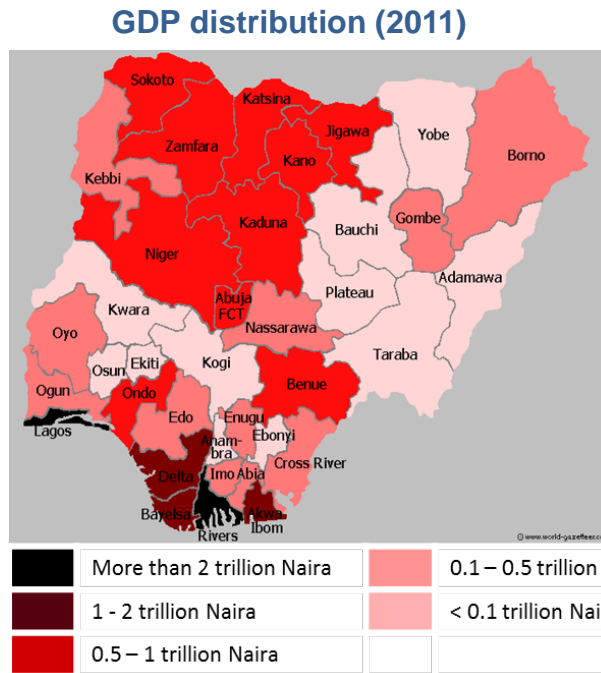 GDP distribution (2011)
Sokoto
Katsina
Jigawa
Yobe
Zamfara
Kano
Borno
Kebbi
Kaduna
Gombe
Bauchi
Niger
Adamawa
Plateau
Abuja
FCT
Kwara
Nassarawa
Oyo
Taraba
Kogi
Ekiti
Osun
Benue
Ogun
Ondo
Edo
Enugu
Lagos
Anam-
bra
Ebonyi
Cross River
Delta
Imo
Abia
Bayelsa
Akwa
Ibom
Rivers
© www.world-gazetteer.c
More than 2 trillion Naira
0.1 – 0.5 trillion
1 - 2 trillion Naira
< 0.1 trillion Nai
0.5 – 1 trillion Naira